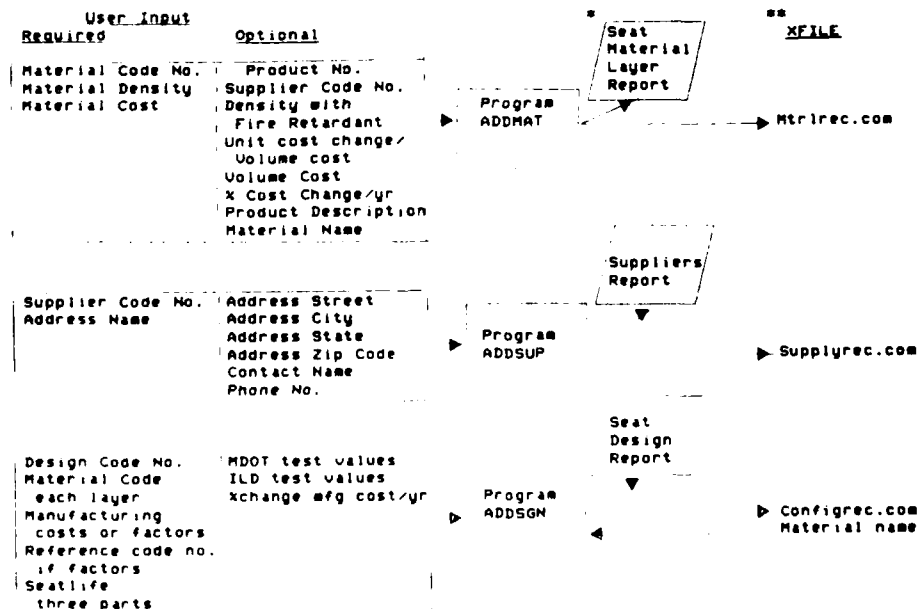 User Input
Required
Optional
*
**
XFILE
Seat
Material
Layer
Report
Material Code No.
Material Density
Material Cost
Product No.
Supplier Code No.
Density with
Fire Retardant
Unit cost change/
Volume cost
Volume Cost
% Cost Change/yr
Product Description
Material Name
Program
ADDMAT
Mtrlrec.com
Suppliers
Report
Supplier Code No.
Address Name
Address Street
Address City
Address State
Address Zip Code
Contact Name
Phone No.
Program
ADDSUP
Supplyrec.com
Seat
Design
Report
Design Code No.
Material Code
each layer
Manufacturing
costs or factors
Reference code no.
if factors
Seatlife
three parts
MDOT test values
ILD test values
%change mfg cost/yr
Program
ADDSGN
Configrec.com
Material name